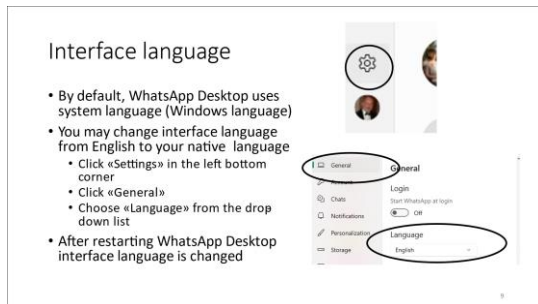 Interface language
• By default, WhatsApp Desktop uses
system language (Windows language)
• You may change interface language
from English to your native language
• Click «Settings» in the left bottom
corner
• Click «General»
• Choose «Language» from the drop
down list
• After restarting WhatsApp Desktop
interface language is changed
General
Account
Chats
Notifications
Personalization
Storage
General
Login
Start WhatsApp at login
Off
Language
English
9